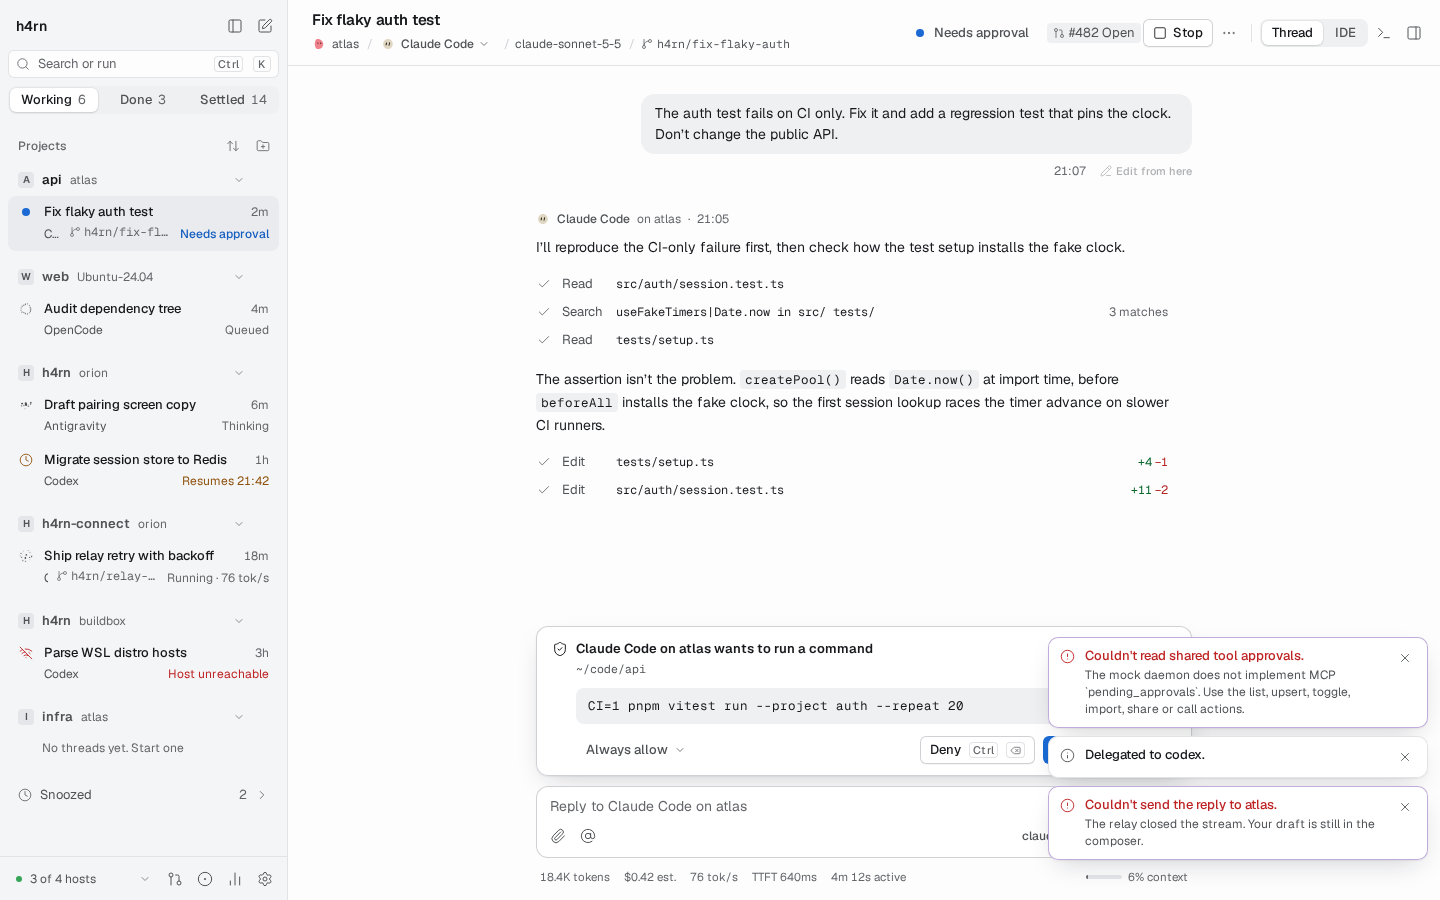 h4rn
Search or run
Ctrl K
Working 6
Done 3
Settled 14
Projects
A api atlas
Fix flaky auth test 2m
C… h4rn/fix-fl… Needs approval
W web Ubuntu-24.04
Audit dependency tree 4m
OpenCode Queued
H h4rn orion
Draft pairing screen copy 6m
Antigravity Thinking
Migrate session store to Redis 1h
Codex Resumes 21:42
H h4rn-connect orion
Ship relay retry with backoff 18m
h4rn/relay-… Running · 76 tok/s
H h4rn buildbox
Parse WSL distro hosts 3h
Codex Host unreachable
I infra atlas
No threads yet. Start one
Snoozed 2
3 of 4 hosts
Fix flaky auth test
atlas / Claude Code / claude-sonnet-5-5 / h4rn/fix-flaky-auth
Needs approval
#482 Open
Stop
Thread
IDE
The auth test fails on CI only. Fix it and add a regression test that pins the clock.
Don't change the public API.
21:07 Edit from here
Claude Code on atlas · 21:05
I'll reproduce the CI-only failure first, then check how the test setup installs the fake clock.
Read src/auth/session.test.ts
Search useFakeTimers|Date.now in src/ tests/ 3 matches
Read tests/setup.ts
The assertion isn't the problem. createPool() reads Date.now() at import time, before
beforeAll installs the fake clock, so the first session lookup races the timer advance on slower
CI runners.
Edit tests/setup.ts +4 −1
Edit src/auth/session.test.ts +11 −2
Claude Code on atlas wants to run a command
~/code/api
CI=1 pnpm vitest run --project auth --repeat 20
Always allow
Deny Ctrl
Reply to Claude Code on atlas
18.4K tokens $0.42 est. 76 tok/s TTFT 640ms 4m 12s active
6% context
Couldn't read shared tool approvals.
The mock daemon does not implement MCP
`pending_approvals`. Use the list, upsert, toggle,
import, share or call actions.
Delegated to codex.
Couldn't send the reply to atlas.
The relay closed the stream. Your draft is still in the
composer.